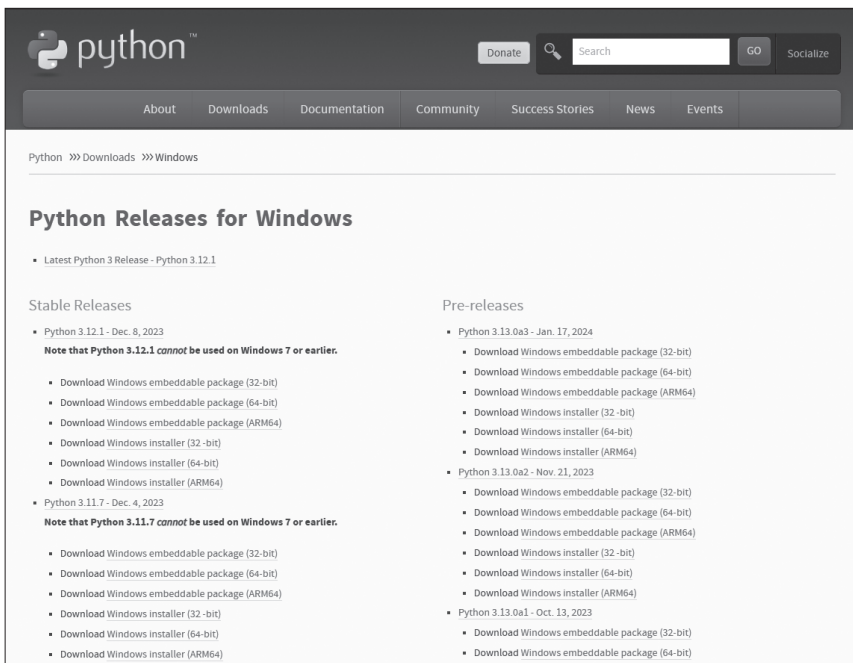 python™
Donate
Search
GO
Socialize
About Downloads Documentation Community Success Stories News Events
Python >>> Downloads >>> Windows
Python Releases for Windows
Latest Python 3 Release - Python 3.12.1
Stable Releases
Python 3.12.1 - Dec. 8, 2023
Note that Python 3.12.1 cannot be used on Windows 7 or earlier.
Download Windows embeddable package (32-bit)
Download Windows embeddable package (64-bit)
Download Windows embeddable package (ARM64)
Download Windows installer (32 -bit)
Download Windows installer (64-bit)
Download Windows installer (ARM64)
Python 3.11.7 - Dec. 4, 2023
Note that Python 3.11.7 cannot be used on Windows 7 or earlier.
Download Windows embeddable package (32-bit)
Download Windows embeddable package (64-bit)
Download Windows embeddable package (ARM64)
Download Windows installer (32 -bit)
Download Windows installer (64-bit)
Download Windows installer (ARM64)
Pre-releases
Python 3.13.0a3 - Jan. 17, 2024
Download Windows embeddable package (32-bit)
Download Windows embeddable package (64-bit)
Download Windows embeddable package (ARM64)
Download Windows installer (32 -bit)
Download Windows installer (64-bit)
Download Windows installer (ARM64)
Python 3.13.0a2 - Nov. 21, 2023
Download Windows embeddable package (32-bit)
Download Windows embeddable package (64-bit)
Download Windows embeddable package (ARM64)
Download Windows installer (32 -bit)
Download Windows installer (64-bit)
Download Windows installer (ARM64)
Python 3.13.0a1 - Oct. 13, 2023
Download Windows embeddable package (32-bit)
Download Windows embeddable package (64-bit)